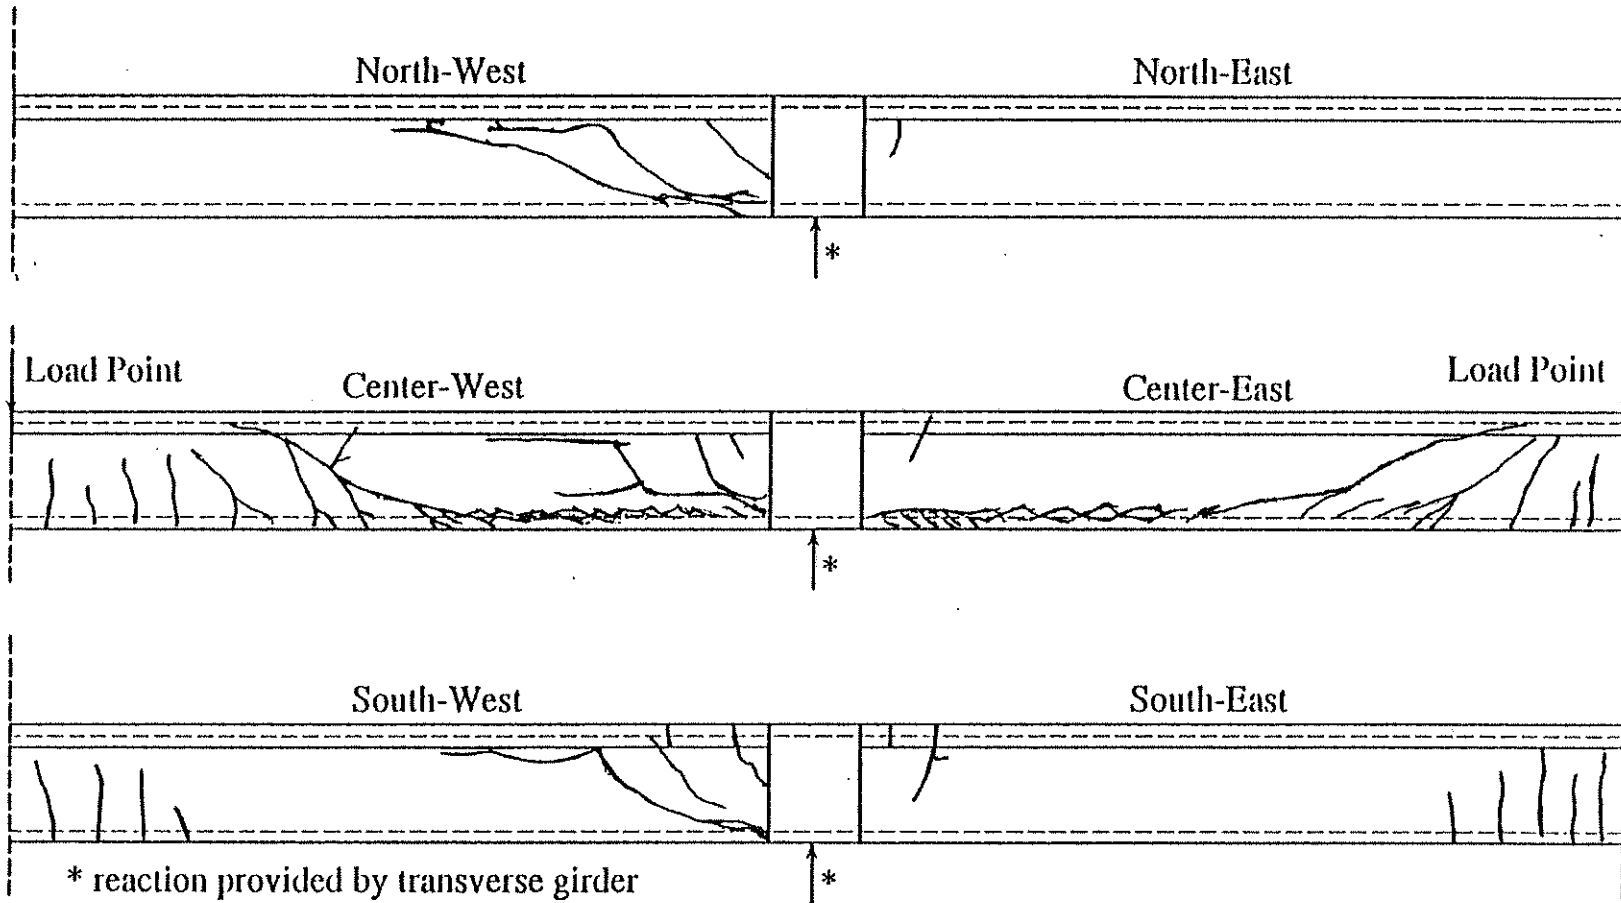 North-West North-East
*
Load Point Center-West Center-East Load Point
*
South-West South-East
* reaction provided by transverse girder *